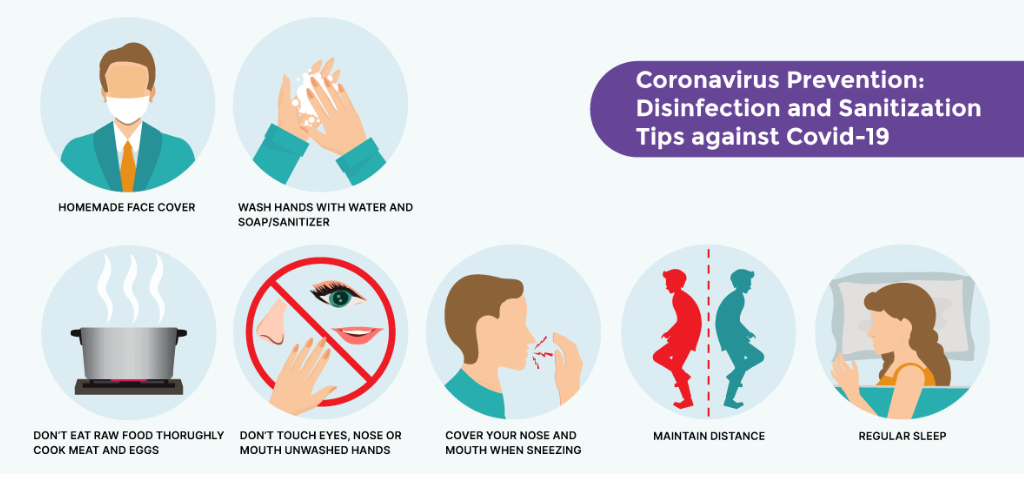 Coronavirus Prevention:
Disinfection and Sanitization
Tips against Covid-19
HOMEMADE FACE COVER
WASH HANDS WITH WATER AND
SOAP/SANITIZER
DON'T EAT RAW FOOD THORUGHLY
COOK MEAT AND EGGS
DON'T TOUCH EYES, NOSE OR
MOUTH UNWASHED HANDS
COVER YOUR NOSE AND
MOUTH WHEN SNEEZING
MAINTAIN DISTANCE
REGULAR SLEEP